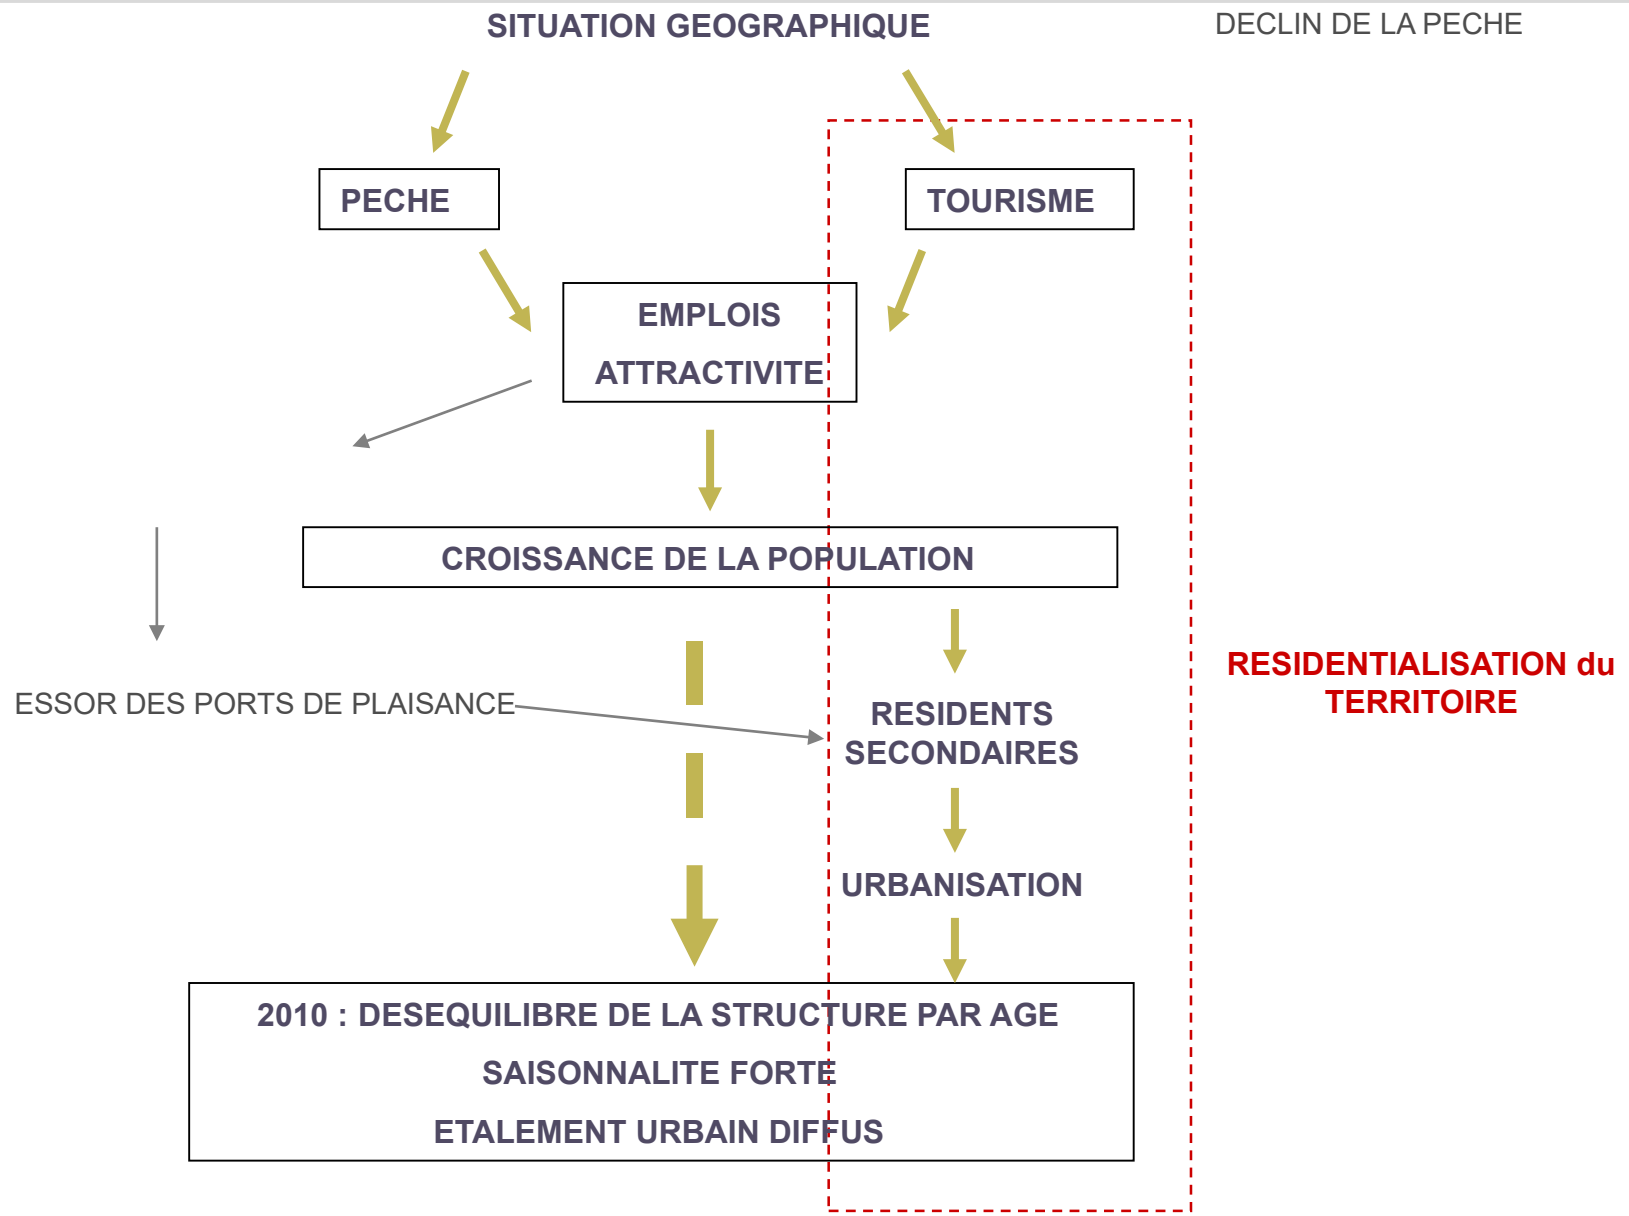 SITUATION GEOGRAPHIQUE
DECLIN DE LA PECHE
PECHE
TOURISME
EMPLOIS
ATTRACTIVITE
CROISSANCE DE LA POPULATION
RESIDENTIALISATION du
TERRITOIRE
ESSOR DES PORTS DE PLAISANCE
RESIDENTS
SECONDAIRES
URBANISATION
2010 : DESEQUILIBRE DE LA STRUCTURE PAR AGE
SAISONNALITE FORTE
ETALEMENT URBAIN DIFFUS